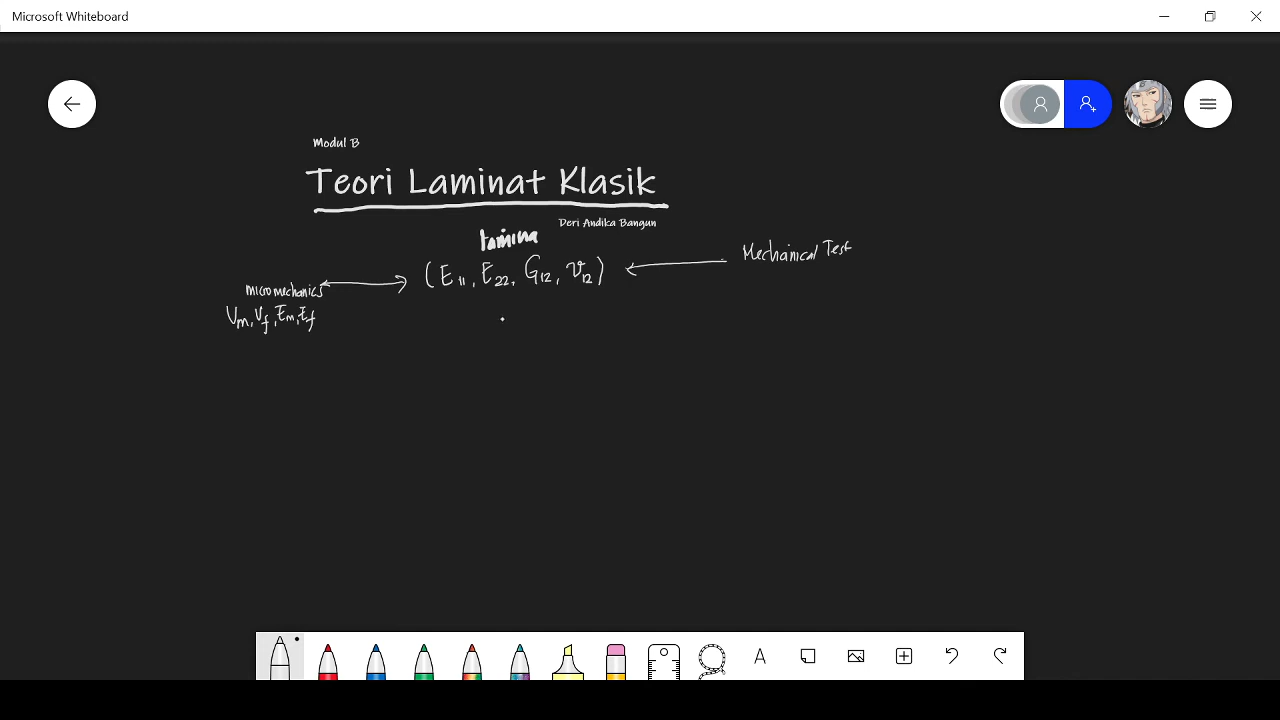 Microsoft Whiteboard
Modul B
Teori Laminat Klasik
Deri Andika Bangun
lamina
(E11, E22, G12, ν12)
Mechanical Test
micromechanics
Vm, Vf, Em, Ef
A